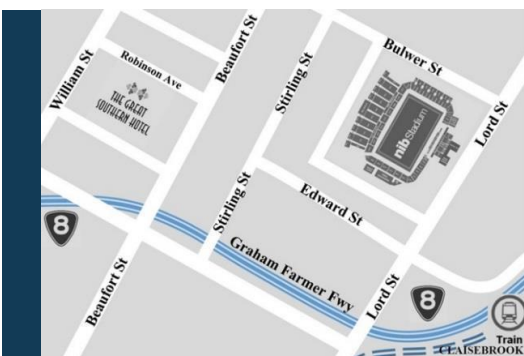 William St
Robinson Ave
THE GREAT
SOUTHERN HOTEL
Beaufort St
Stirling St
Bulwer St
Lord St
nib Stadium
Stirling St
Edward St
8
Graham Farmer Fwy
Beaufort St
Lord St
8
Train
CLAISEBROOK